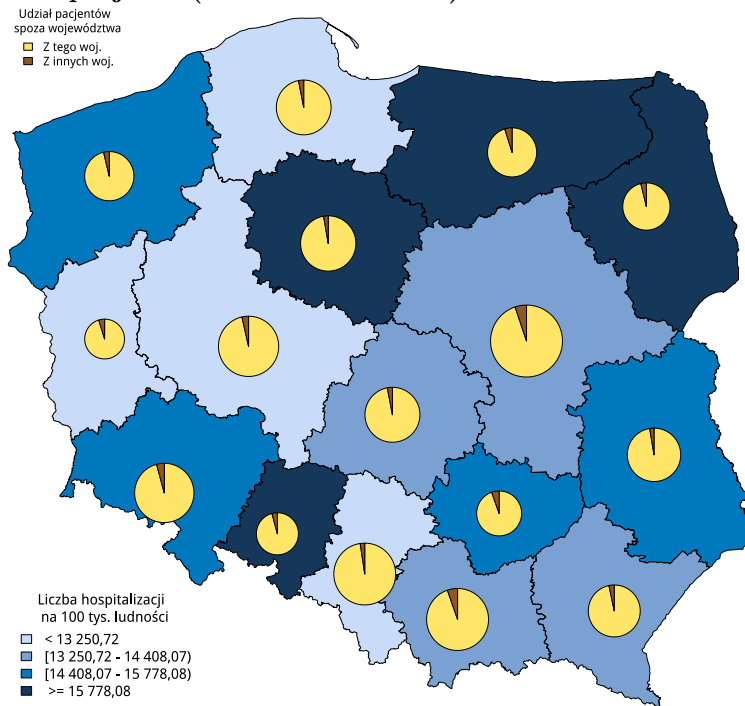 Udział pacjentów
spoza województwa
Z tego woj.
Z innych woj.
Liczba hospitalizacji
na 100 tys. ludności
< 13 250,72
[13 250,72 - 14 408,07)
[14 408,07 - 15 778,08)
>= 15 778,08